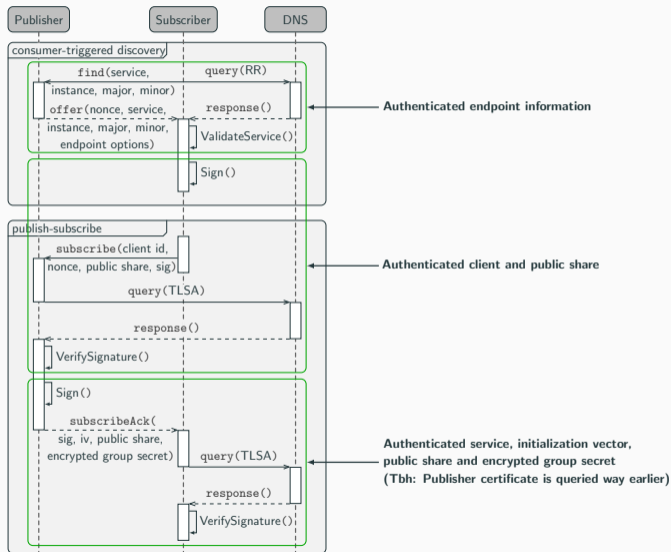 Publisher Subscriber DNS
consumer-triggered discovery
find(service, query(RR)
instance, major, minor)
offer(nonce, service, response()
Authenticated endpoint information
instance, major, minor, ValidateService()
endpoint options)
Sign()
publish-subscribe
subscribe(client id,
nonce, public share, sig)
Authenticated client and public share
query(TLSA)
response()
VerifySignature()
Sign()
subscribeAck(
sig, iv, public share,
encrypted group secret) query(TLSA)
Authenticated service, initialization vector,
public share and encrypted group secret
(Tbh: Publisher certificate is queried way earlier)
response()
VerifySignature()